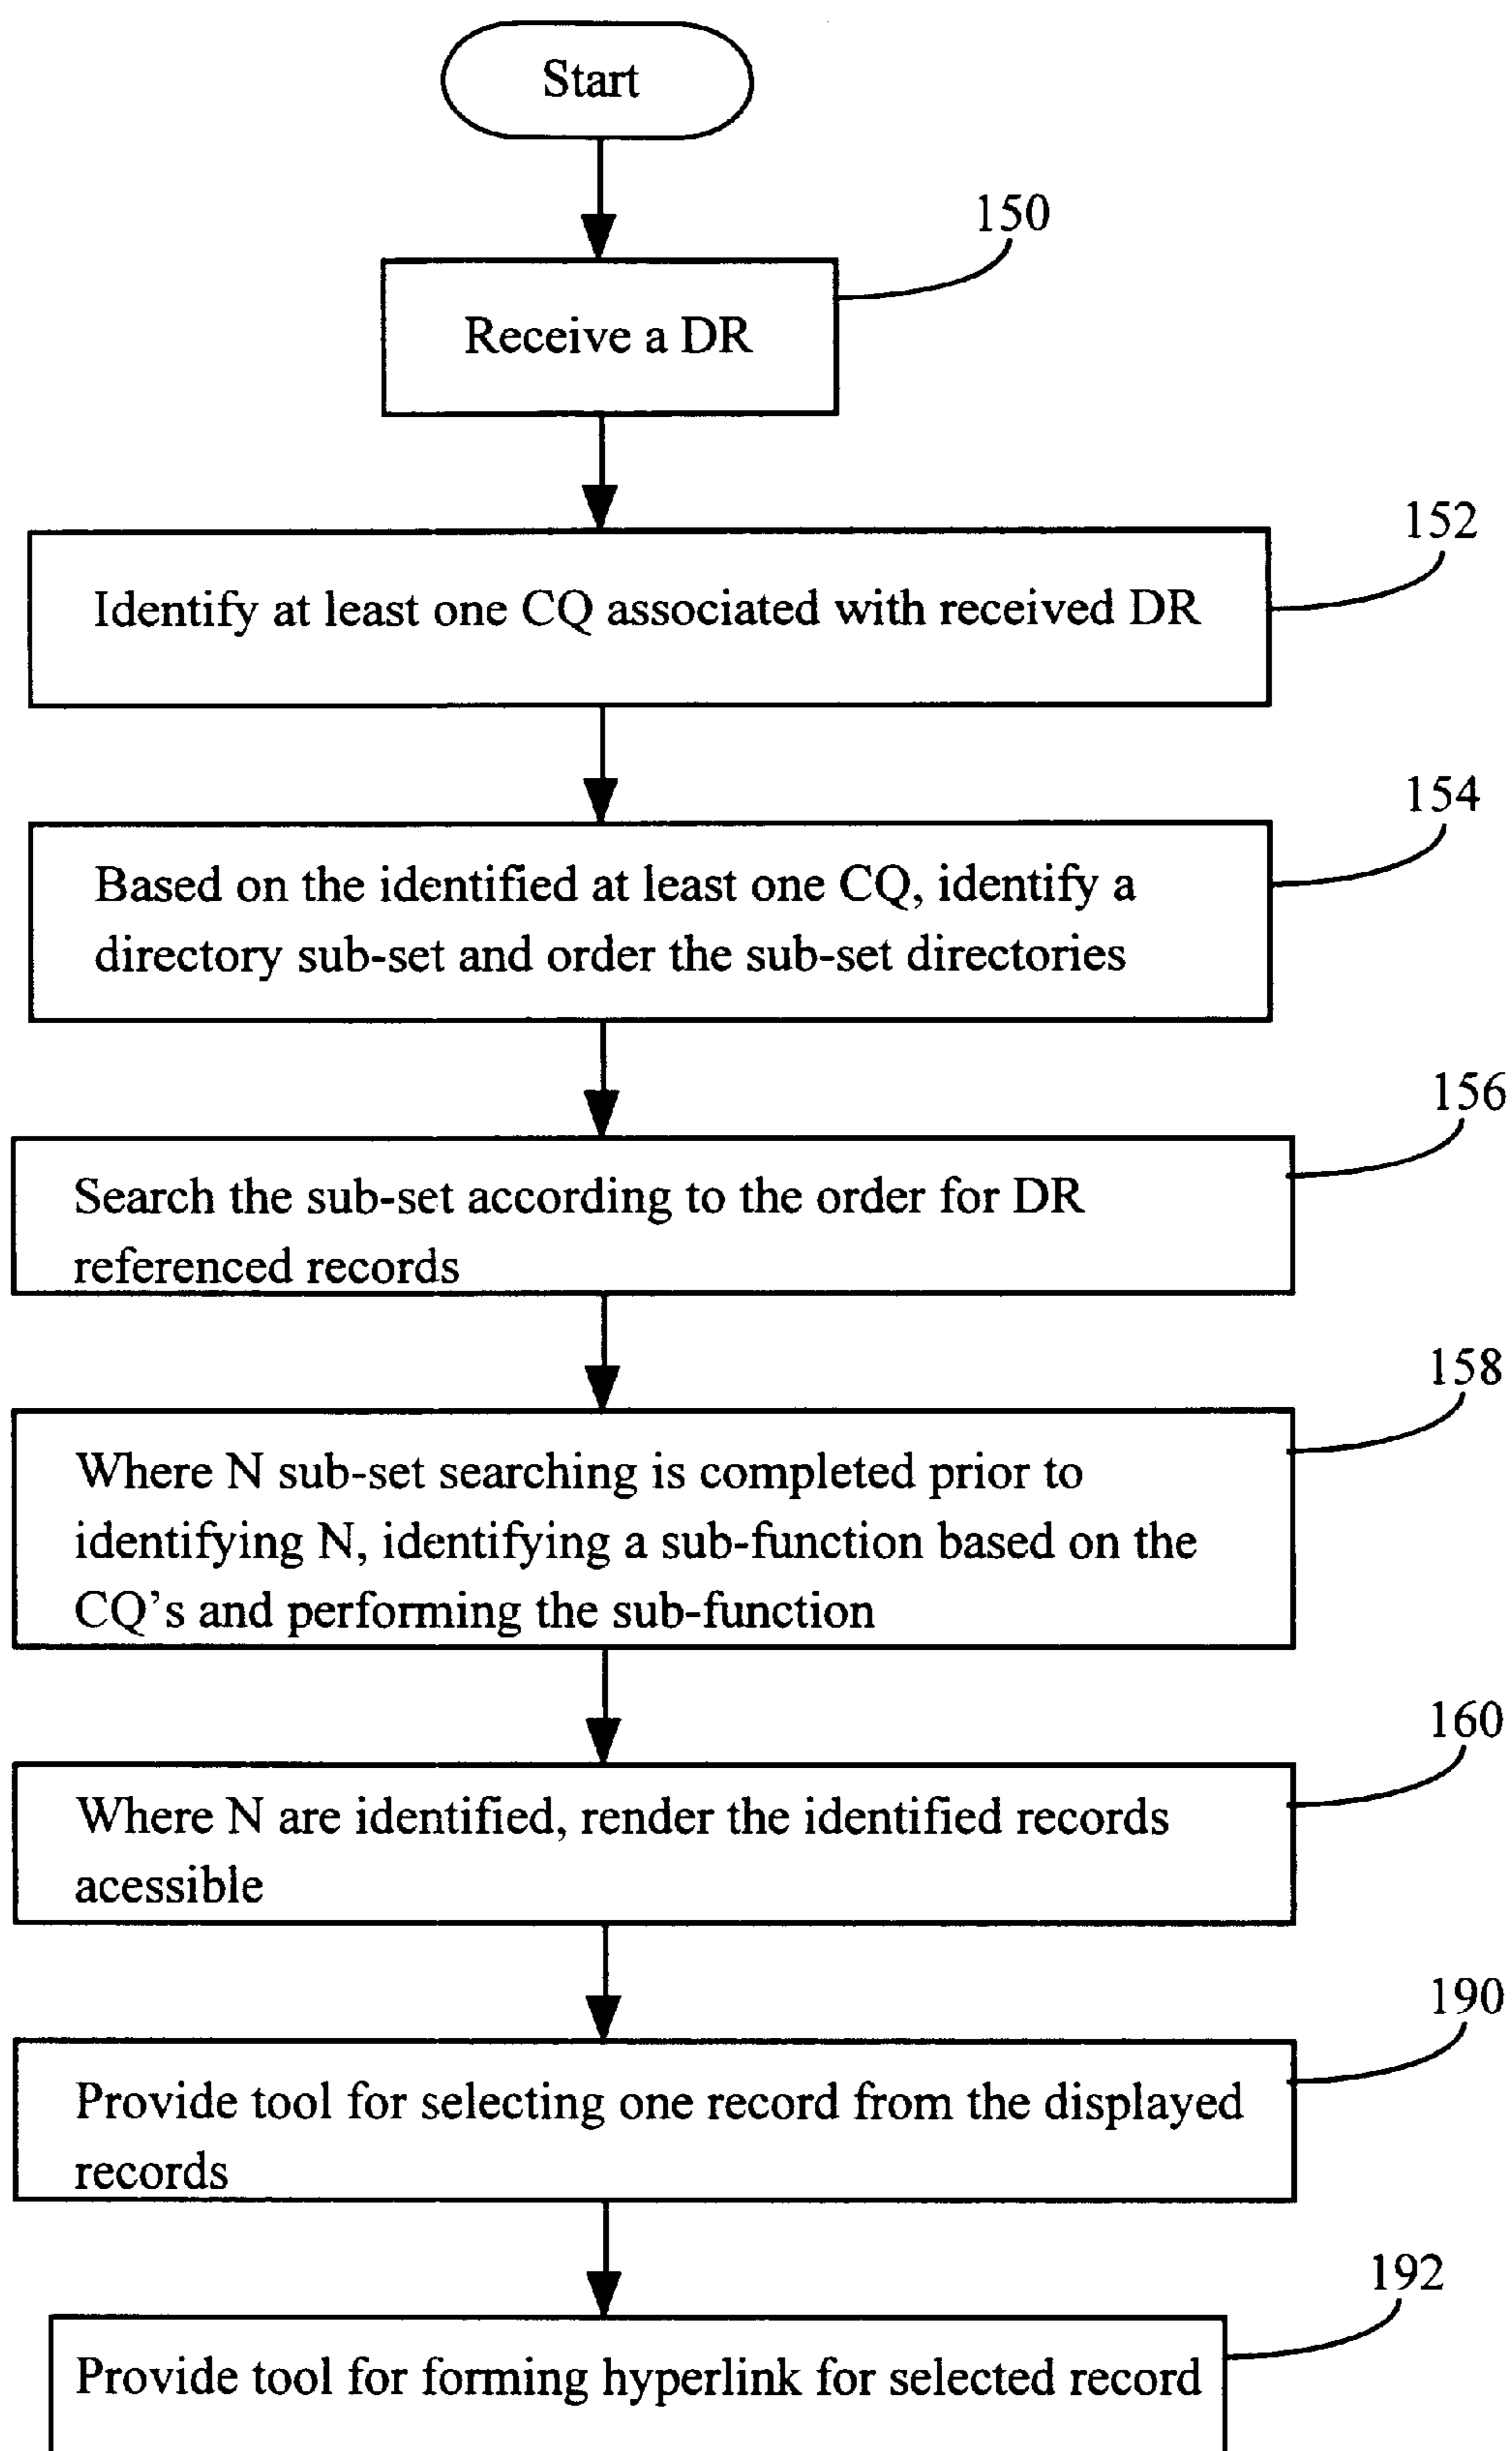 Start
150
Receive a DR
152
Identify at least one CQ associated with received DR
154
Based on the identified at least one CQ, identify a
directory sub-set and order the sub-set directories
156
Search the sub-set according to the order for DR
referenced records
158
Where N sub-set searching is completed prior to
identifying N, identifying a sub-function based on the
CQ's and performing the sub-function
160
Where N are identified, render the identified records
acessible
190
Provide tool for selecting one record from the displayed
records
192
Provide tool for forming hyperlink for selected record